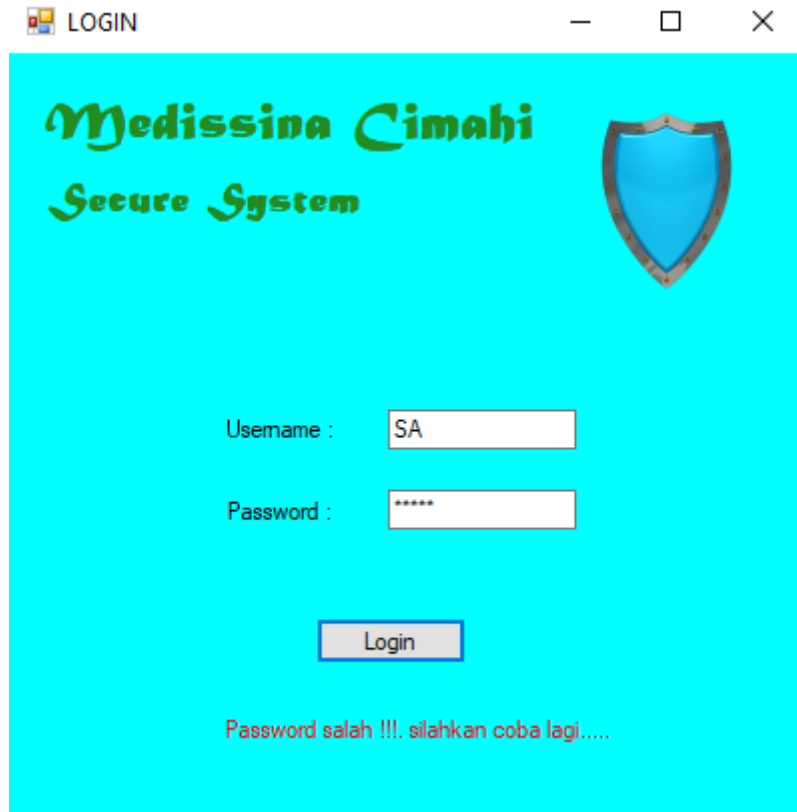 LOGIN
Medissina Cimahi
Secure System
Username : SA
Password : *****
Login
Password salah !!!. silahkan coba lagi.....